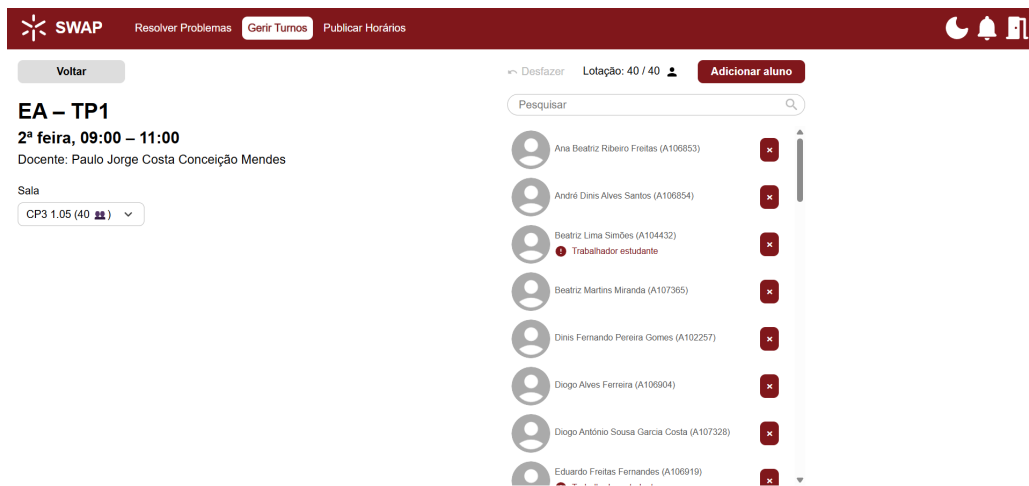 SWAP
Resolver Problemas
Gerir Turnos
Publicar Horários
Voltar
EA – TP1
2ª feira, 09:00 – 11:00
Docente: Paulo Jorge Costa Conceição Mendes
Sala
CP3 1.05 (40 )
Desfazer
Lotação: 40 / 40
Adicionar aluno
Pesquisar
Ana Beatriz Ribeiro Freitas (A106853)
André Dinis Alves Santos (A106854)
Beatriz Lima Simões (A104432)
Trabalhador estudante
Beatriz Martins Miranda (A107365)
Dinis Fernando Pereira Gomes (A102257)
Diogo Alves Ferreira (A106904)
Diogo António Sousa Garcia Costa (A107328)
Eduardo Freitas Fernandes (A106919)